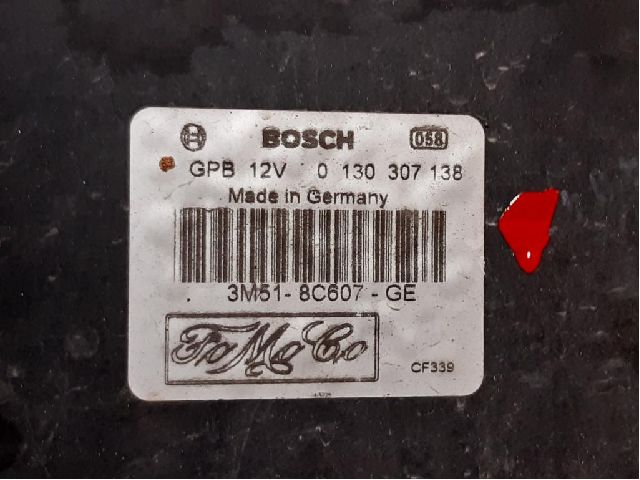 BOSCH 058
GPB 12V 0 130 307 138
Made in Germany
. 3M51- 8C607 - GE
FoMoCo
CF339